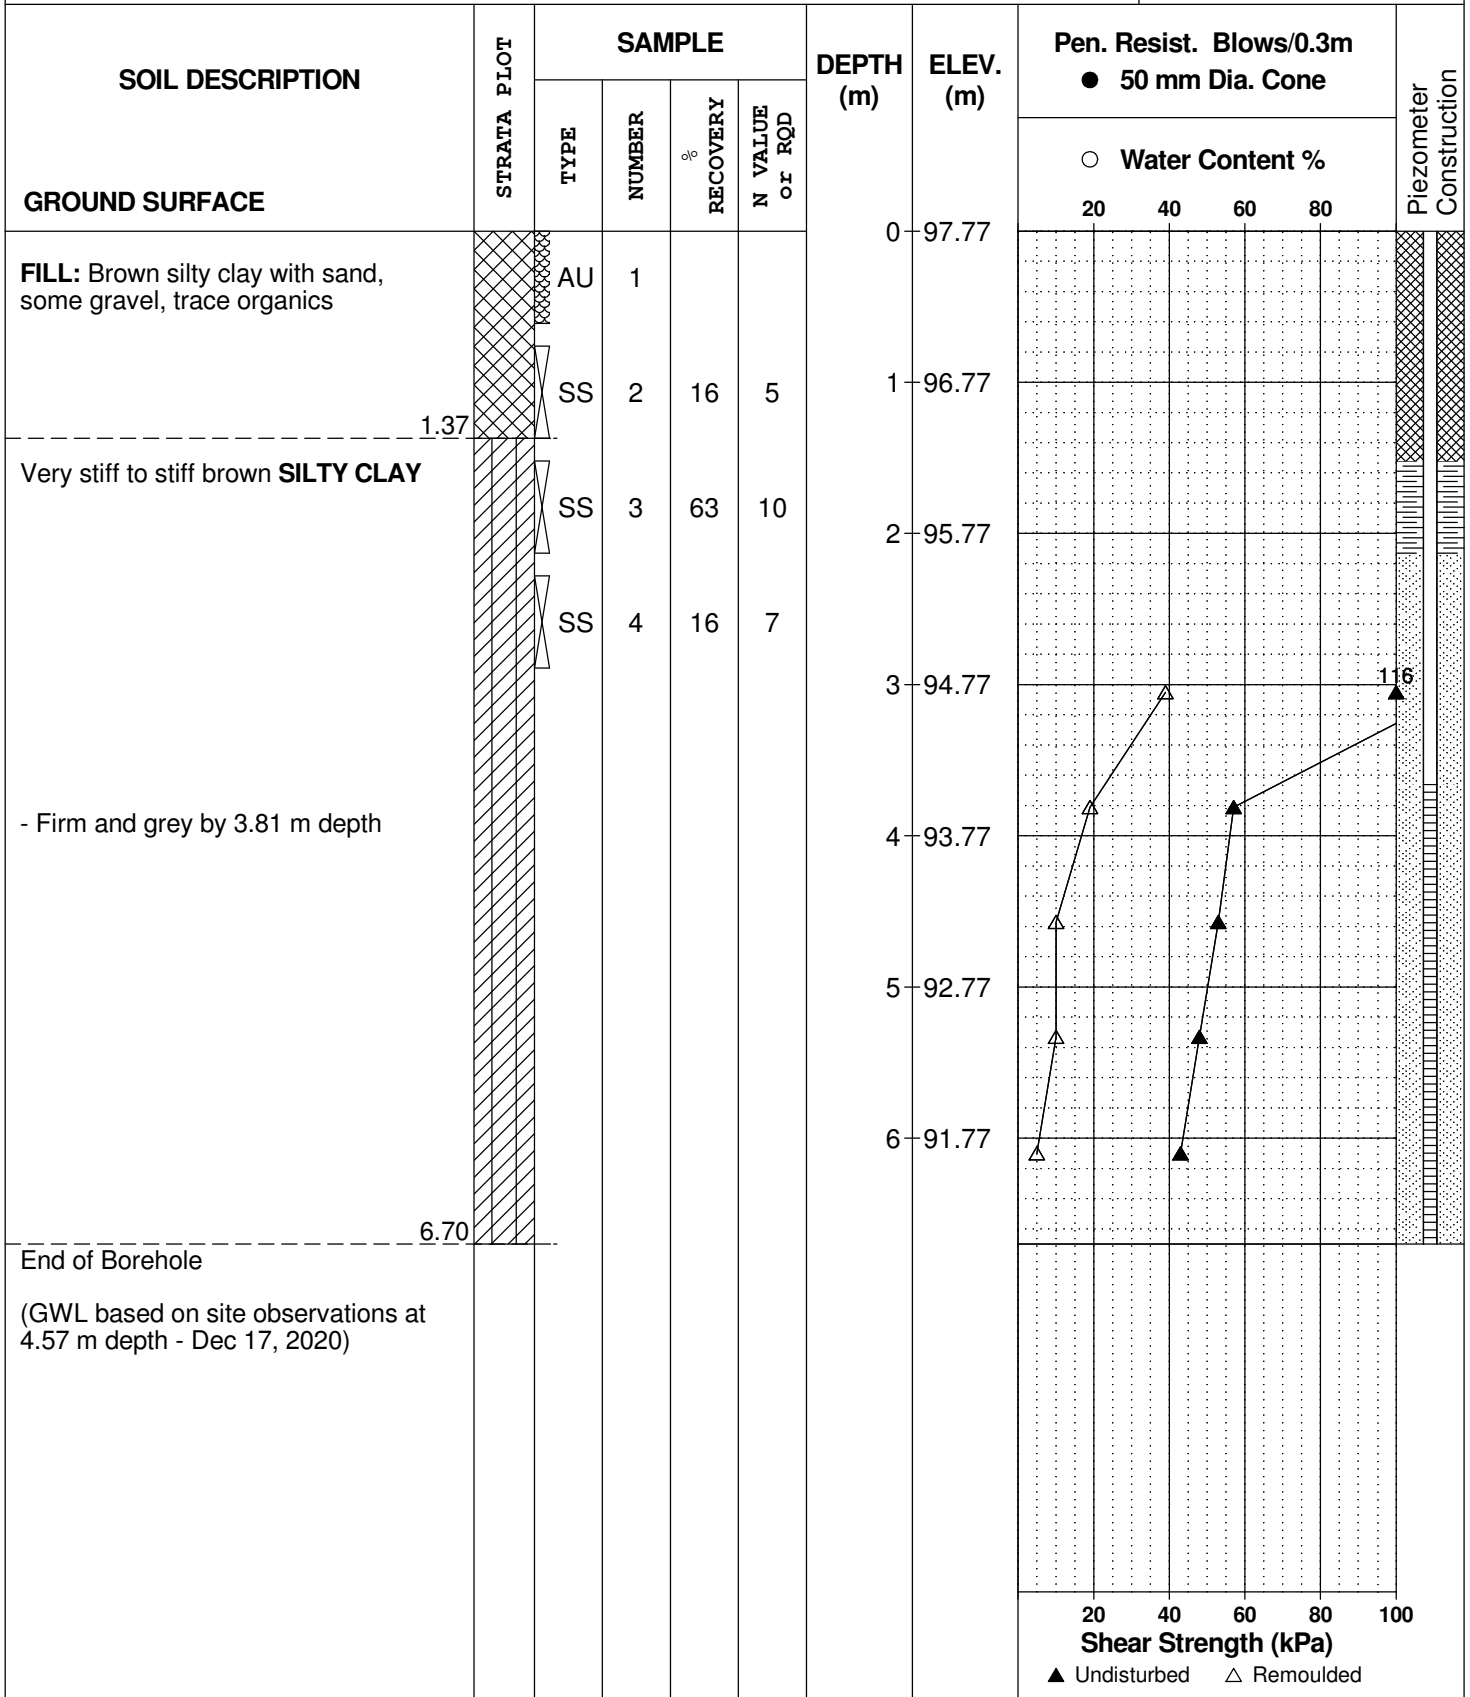 SOIL DESCRIPTION
GROUND SURFACE
STRATA PLOT
SAMPLE
TYPE
NUMBER
%
RECOVERY
N VALUE
or RQD
DEPTH
(m)
ELEV.
(m)
Pen. Resist. Blows/0.3m
● 50 mm Dia. Cone
○ Water Content %
20 40 60 80
Piezometer
Construction
0 97.77
FILL: Brown silty clay with sand,
some gravel, trace organics
AU 1
1 96.77
SS 2 16 5
1.37
Very stiff to stiff brown SILTY CLAY
SS 3 63 10
2 95.77
SS 4 16 7
116
3 94.77
- Firm and grey by 3.81 m depth
4 93.77
5 92.77
6 91.77
6.70
End of Borehole
(GWL based on site observations at
4.57 m depth - Dec 17, 2020)
20 40 60 80 100
Shear Strength (kPa)
▲ Undisturbed △ Remoulded